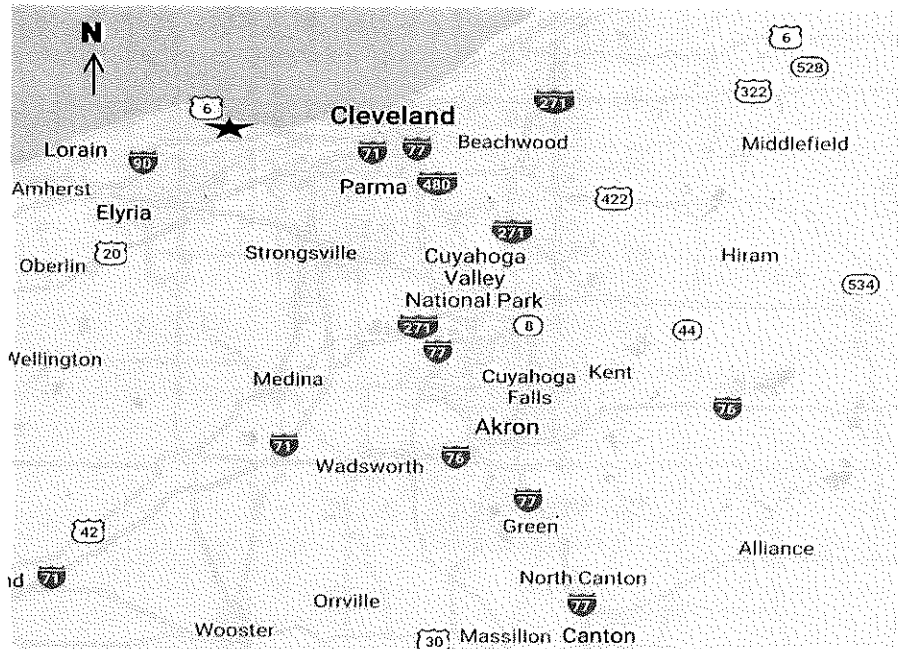 N
6
528
322
6
271
Cleveland
Lorain
90
71
77
Beachwood
Middlefield
Amherst
Parma
480
422
Elyria
271
20
Strongsville
Cuyahoga
Valley
National Park
Hiram
Oberlin
534
271
8
44
77
Wellington
Medina
Cuyahoga
Falls
Kent
76
Akron
71
Wadsworth
76
77
Green
42
Alliance
nd
71
North Canton
Orrville
77
Wooster
30
Massillon
Canton